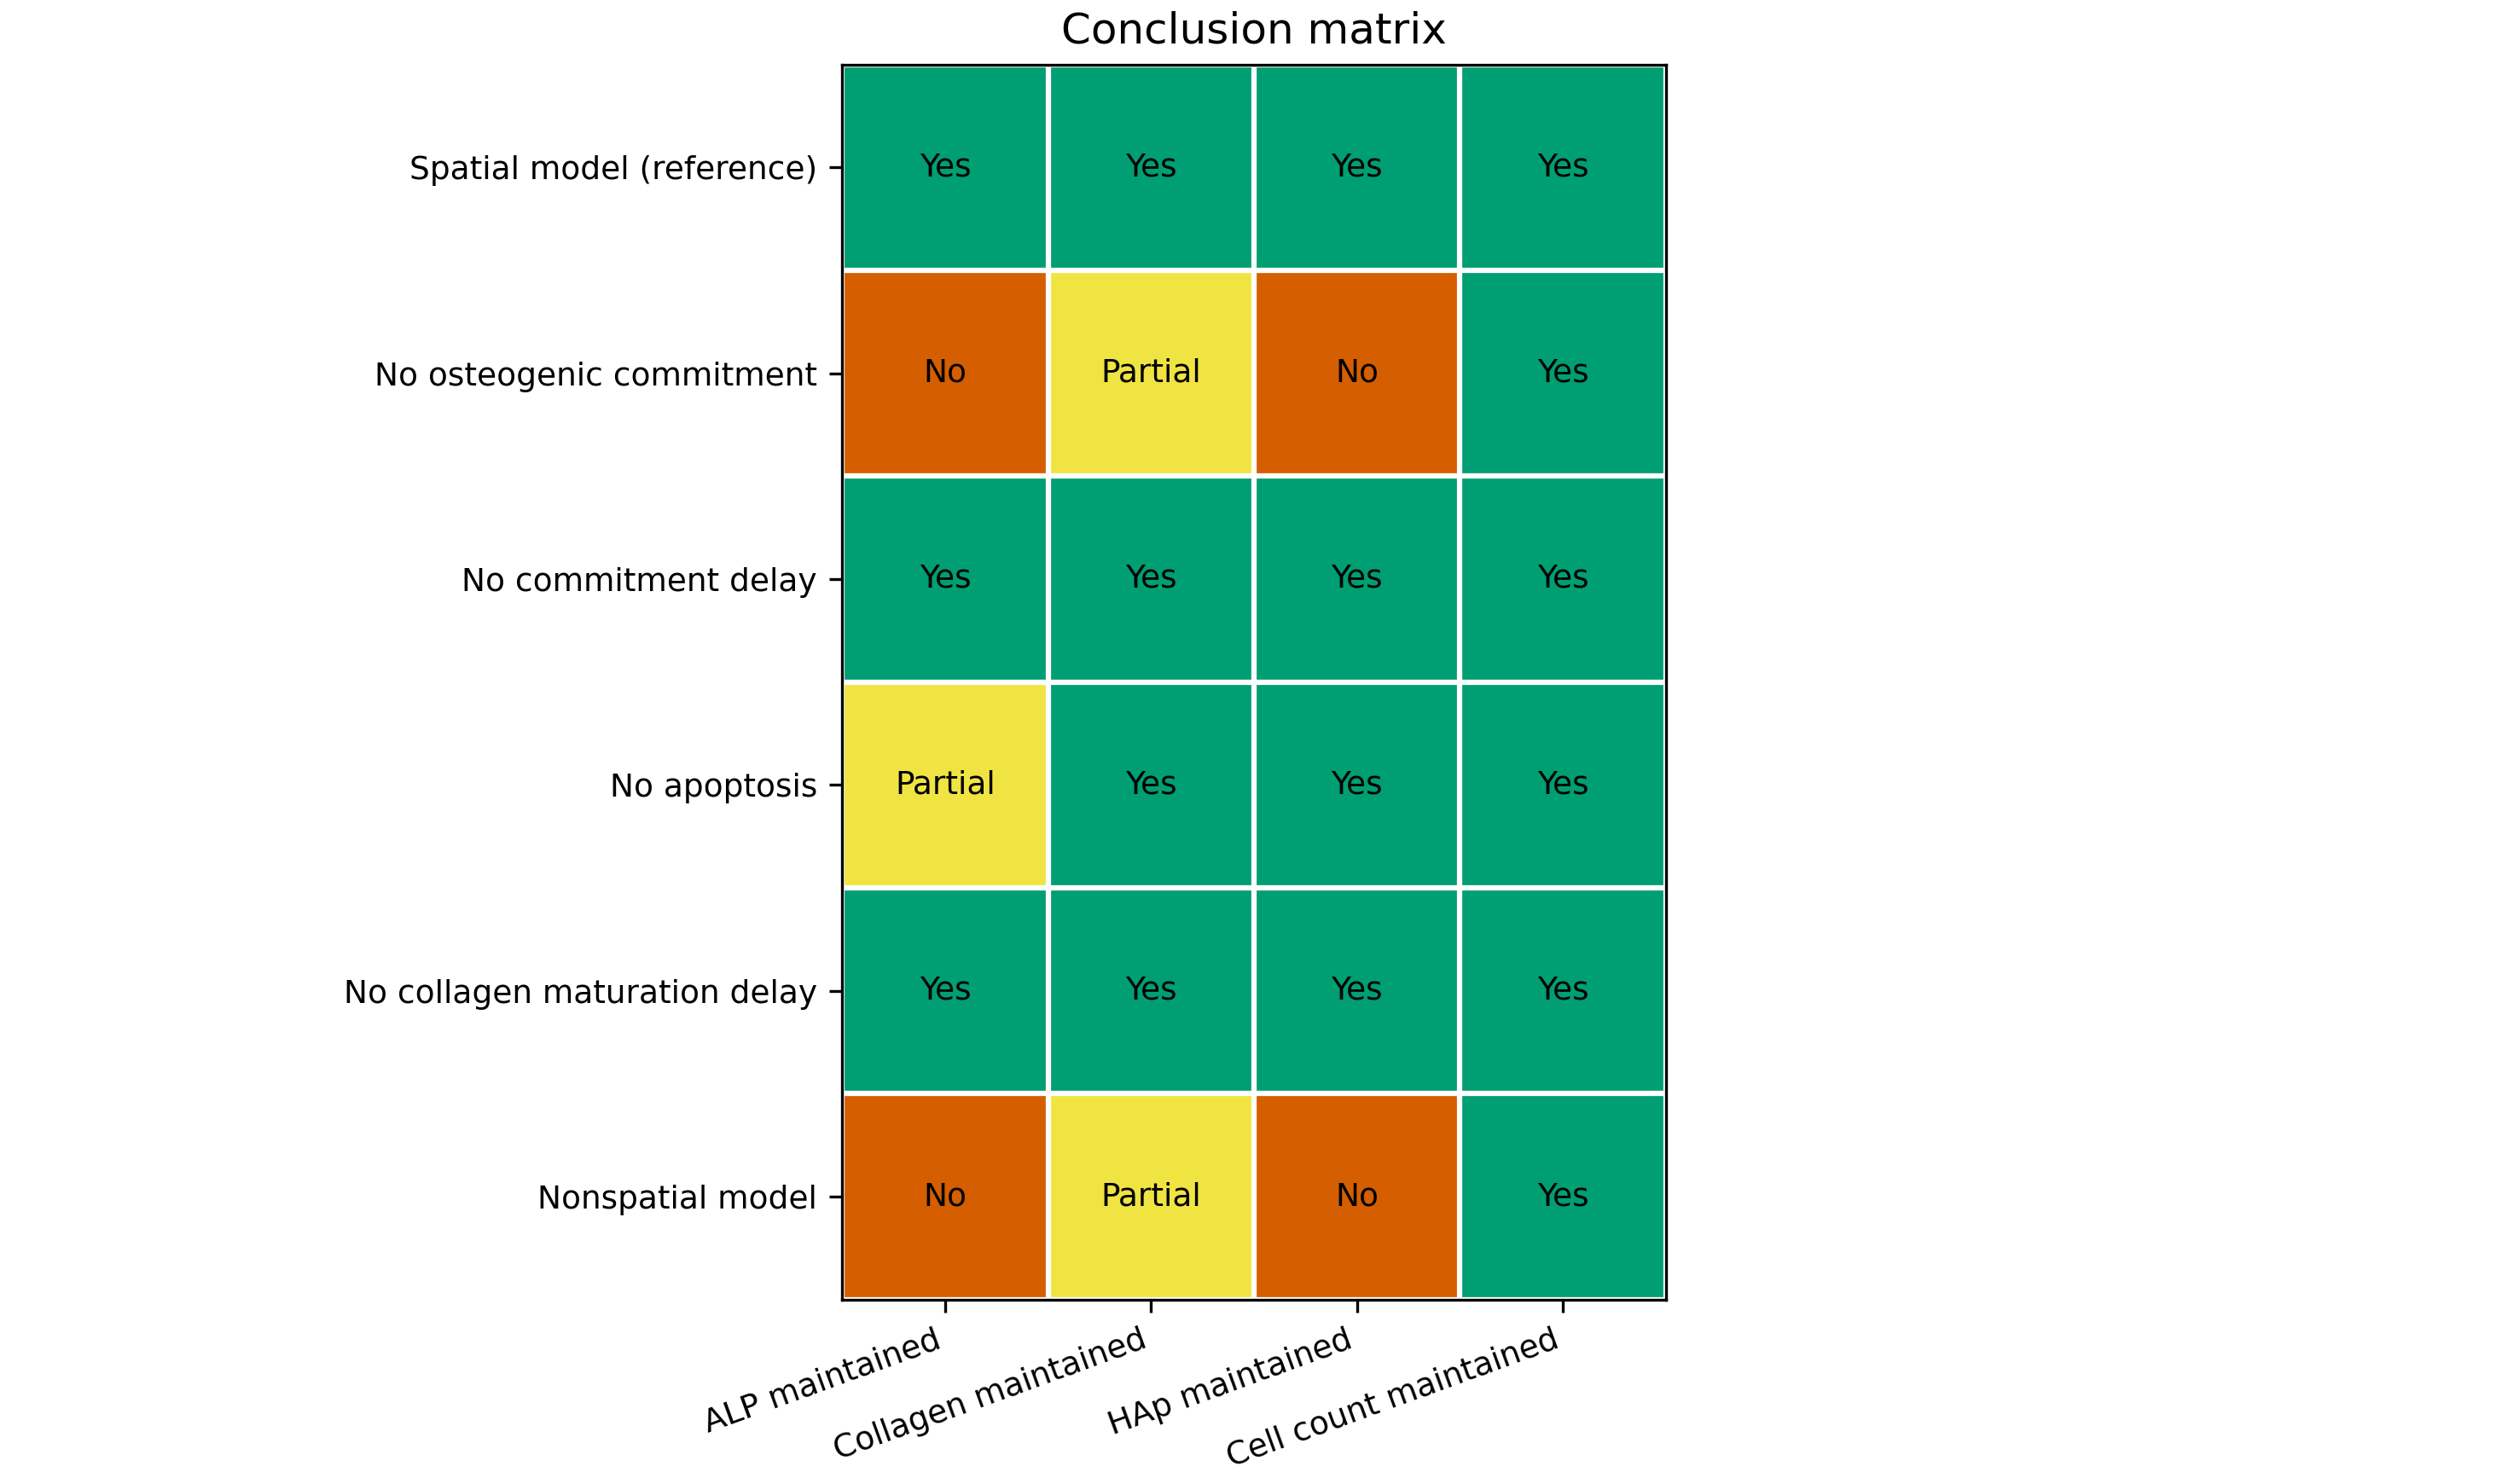 Conclusion matrix
Spatial model (reference) Yes Yes Yes Yes
No osteogenic commitment No Partial No Yes
No commitment delay Yes Yes Yes Yes
No apoptosis Partial Yes Yes Yes
No collagen maturation delay Yes Yes Yes Yes
Nonspatial model No Partial No Yes
ALP maintained
Collagen maintained
HAp maintained
Cell count maintained